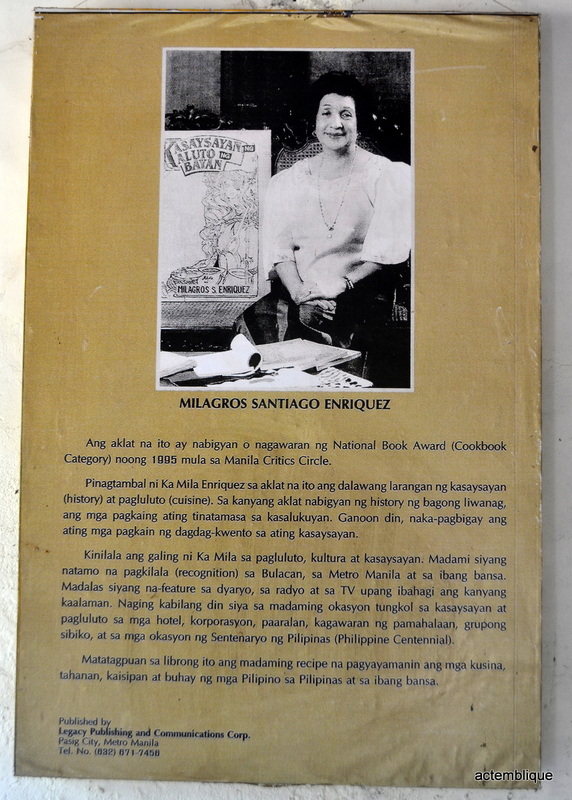 KASAYSAYAN NG
KALUTO NG
BAYAN
MILAGROS S. ENRIQUEZ
MILAGROS SANTIAGO ENRIQUEZ
Ang aklat na ito ay nabigyan o nagawaran ng National Book Award (Cookbook
Category) noong 1995 mula sa Manila Critics Circle.
Pinagtambal ni Ka Mila Enriquez sa aklat na ito ang dalawang larangan ng kasaysayan
(history) at pagluluto (cuisine). Sa kanyang aklat nabigyan ng history ng bagong liwanag,
ang mga pagkaing ating tinatamasa sa kasalukuyan. Ganoon din, naka-pagbigay ang
ating mga pagkain ng dagdag-kwento sa ating kasaysayan.
Kinilala ang galing ni Ka Mila sa pagluluto, kultura at kasaysayan. Madami siyang
natamo na pagkilala (recognition) sa Bulacan, sa Metro Manila at sa ibang bansa.
Madalas siyang na-feature sa dyaryo, sa radyo at sa TV upang ibahagi ang kanyang
kaalaman. Naging kabilang din siya sa madaming okasyon tungkol sa kasaysayan at
pagluluto sa mga hotel, korporasyon, paaralan, kagawaran ng pamahalaan, grupong
sibiko, at sa mga okasyon ng Sentenaryo ng Pilipinas (Philippine Centennial).
Matatagpuan sa librong ito ang madaming recipe na pagyayamanin ang mga kusina,
tahanan, kaisipan at buhay ng mga Pilipino sa Pilipinas at sa ibang bansa.
Published by
Legacy Publishing and Communications Corp.
Pasig City, Metro Manila
Tel. No. (632) 671-7456
actemblique